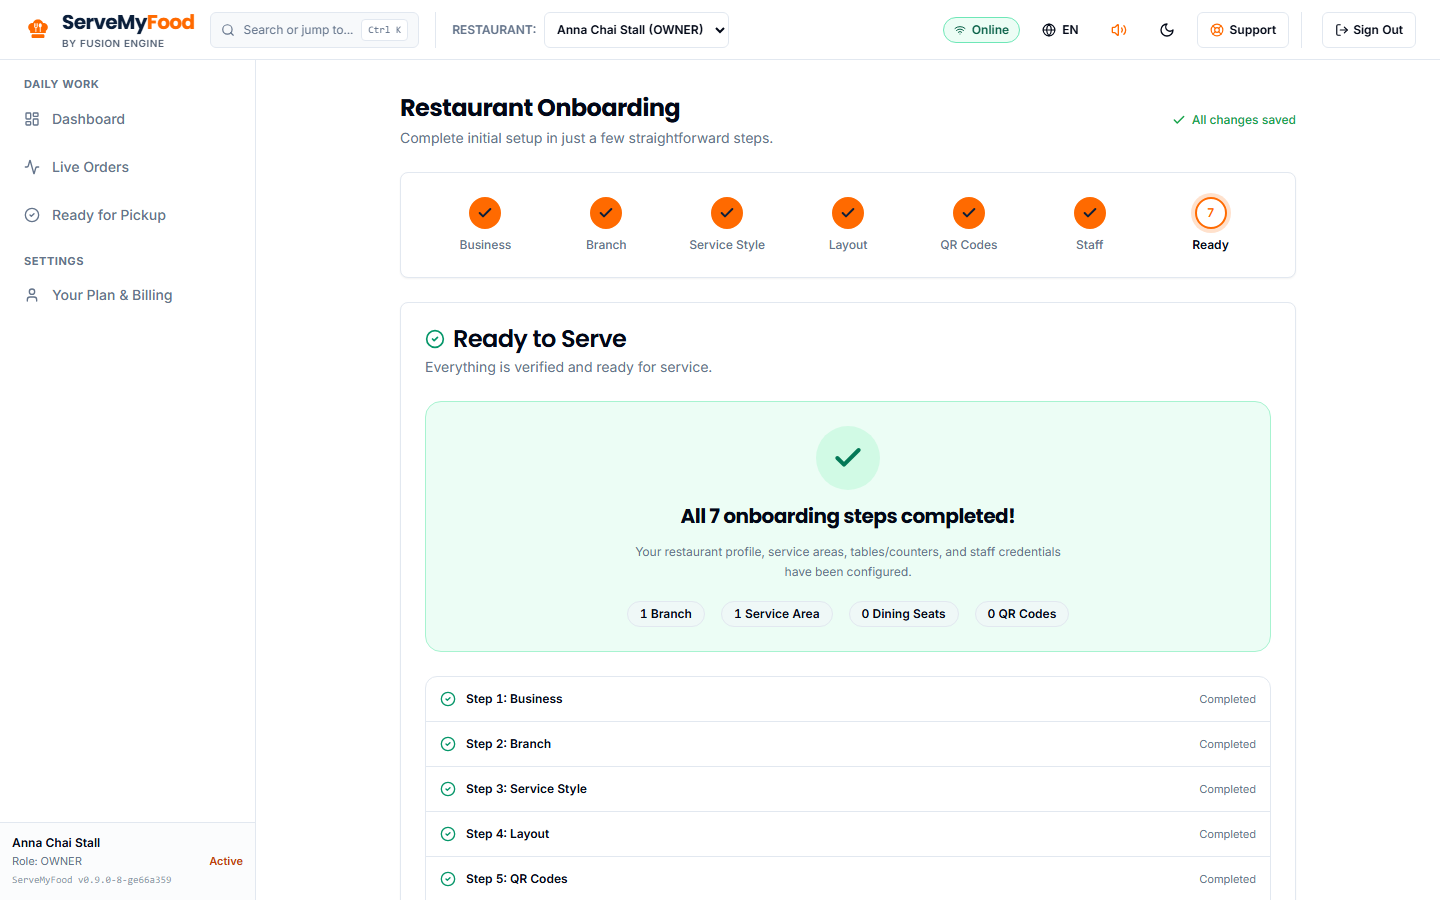 ServeMyFood
BY FUSION ENGINE
Search or jump to...
Ctrl K
RESTAURANT:
Anna Chai Stall (OWNER)
Online
EN
Support
Sign Out
DAILY WORK
Dashboard
Live Orders
Ready for Pickup
SETTINGS
Your Plan & Billing
Anna Chai Stall
Role: OWNER
Active
ServeMyFood v0.9.0-8-ge66a359
Restaurant Onboarding
Complete initial setup in just a few straightforward steps.
All changes saved
Business
Branch
Service Style
Layout
QR Codes
Staff
7
Ready
Ready to Serve
Everything is verified and ready for service.
All 7 onboarding steps completed!
Your restaurant profile, service areas, tables/counters, and staff credentials
have been configured.
1 Branch
1 Service Area
0 Dining Seats
0 QR Codes
Step 1: Business
Completed
Step 2: Branch
Completed
Step 3: Service Style
Completed
Step 4: Layout
Completed
Step 5: QR Codes
Completed